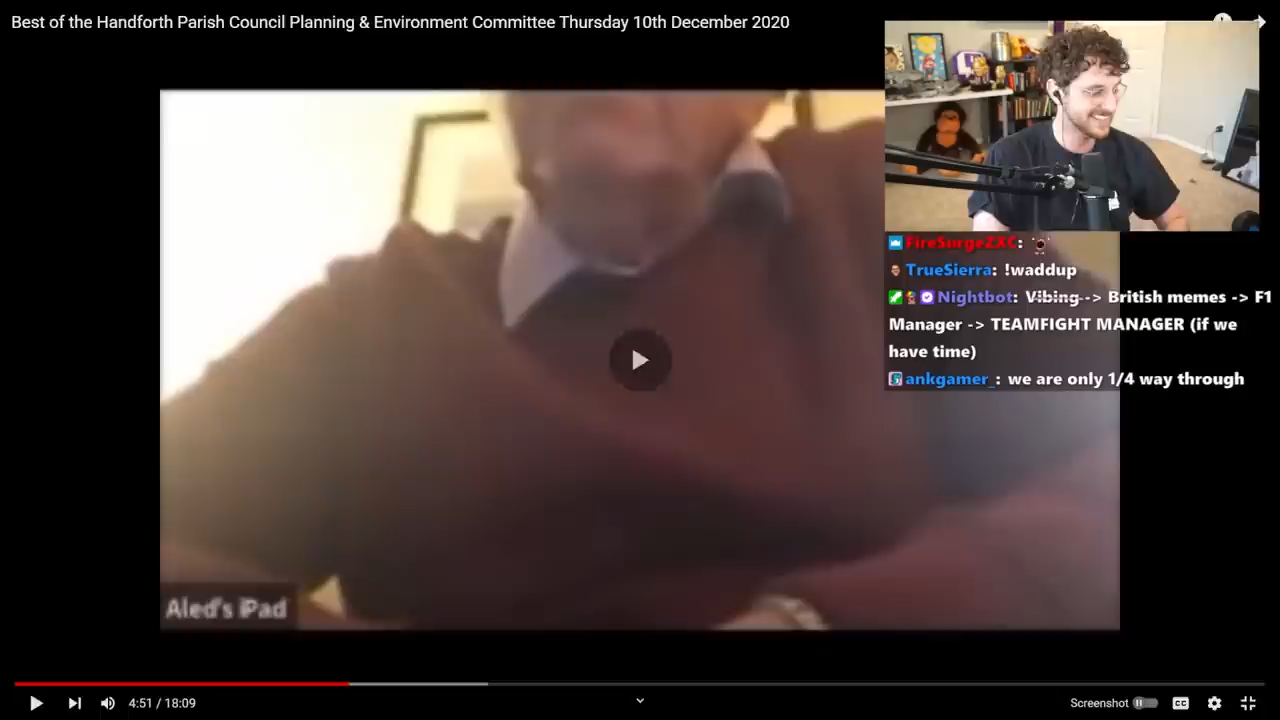 Best of the Handforth Parish Council Planning & Environment Committee Thursday 10th December 2020
FireSurgeZXC:
TrueSierra: !waddup
Nightbot: Vibing--> British memes -> F1
Manager -> TEAMFIGHT MANAGER (if we
have time)
ankgamer_: we are only 1/4 way through
Aled's iPad
4:51 / 18:09
Screenshot
CC